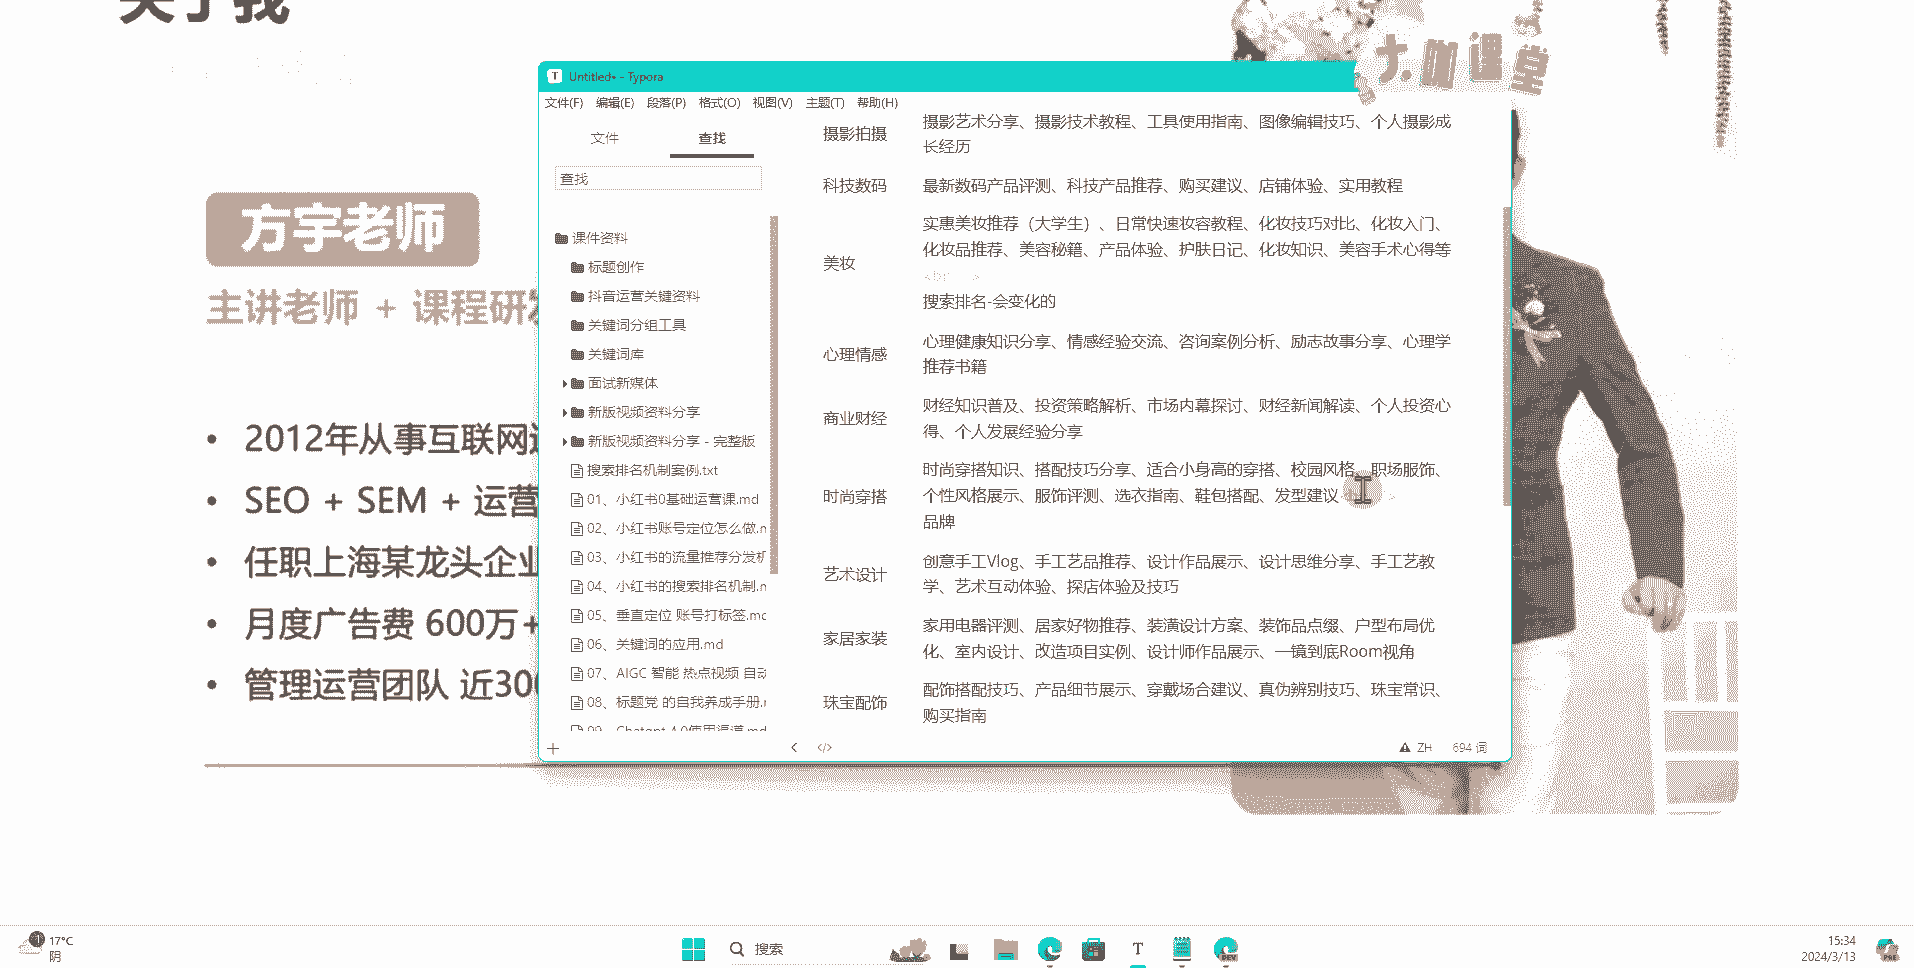 关于我
大咖课堂
方宇老师
主讲老师 + 课程研发
2012年从事互联网
SEO + SEM + 运营
任职上海某龙头企业
月度广告费 600万+
管理运营团队 近300
Untitled• - Typora
文件(F) 编辑(E) 段落(P) 格式(O) 视图(V) 主题(T) 帮助(H)
文件 查找
查找
课件资料
标题创作
抖音运营关键资料
关键词分组工具
关键词库
面试新媒体
新版视频资料分享
新版视频资料分享 - 完整版
搜索排名机制案例.txt
01、小红书0基础运营课.md
02、小红书账号定位怎么做.m
03、小红书的流量推荐分发机
04、小红书的搜索排名机制.m
05、垂直定位 账号打标签.md
06、关键词的应用.md
07、AIGC 智能 热点视频 自动
08、标题党 的自我养成手册.m
09、Chatgpt 4.0使用渠道.md
摄影拍摄
摄影艺术分享、摄影技术教程、工具使用指南、图像编辑技巧、个人摄影成
长经历
科技数码
最新数码产品评测、科技产品推荐、购买建议、店铺体验、实用教程
美妆
实惠美妆推荐（大学生）、日常快速妆容教程、化妆技巧对比、化妆入门、
化妆品推荐、美容秘籍、产品体验、护肤日记、化妆知识、美容手术心得等
<br >
搜索排名-会变化的
心理情感
心理健康知识分享、情感经验交流、咨询案例分析、励志故事分享、心理学
推荐书籍
商业财经
财经知识普及、投资策略解析、市场内幕探讨、财经新闻解读、个人投资心
得、个人发展经验分享
时尚穿搭
时尚穿搭知识、搭配技巧分享、适合小身高的穿搭、校园风格、职场服饰、
个性风格展示、服饰评测、选衣指南、鞋包搭配、发型建议
品牌
艺术设计
创意手工Vlog、手工艺品推荐、设计作品展示、设计思维分享、手工艺教
学、艺术互动体验、探店体验及技巧
家居家装
家用电器评测、居家好物推荐、装潢设计方案、装饰品点缀、户型布局优
化、室内设计、改造项目实例、设计师作品展示、一镜到底Room视角
珠宝配饰
配饰搭配技巧、产品细节展示、穿戴场合建议、真伪辨别技巧、珠宝常识、
购买指南
</> ZH 694 词
17°C
阴
搜索
15:34
2024/3/13